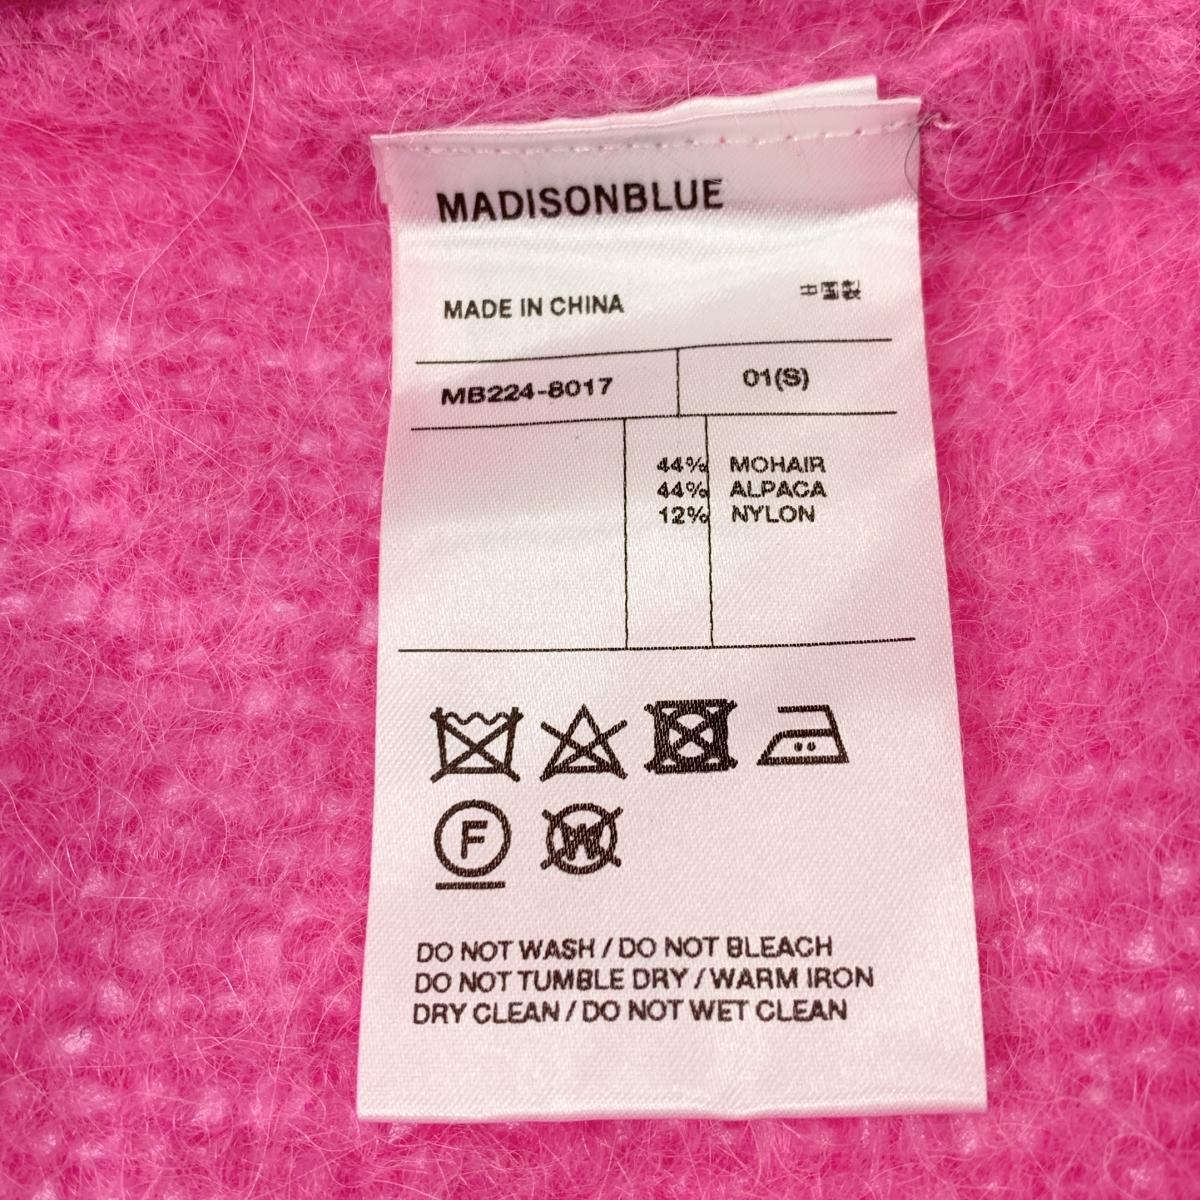 MADISONBLUE
MADE IN CHINA 中国製
MB224-8017 01(S)
44% MOHAIR
44% ALPACA
12% NYLON
F W
DO NOT WASH / DO NOT BLEACH
DO NOT TUMBLE DRY / WARM IRON
DRY CLEAN / DO NOT WET CLEAN